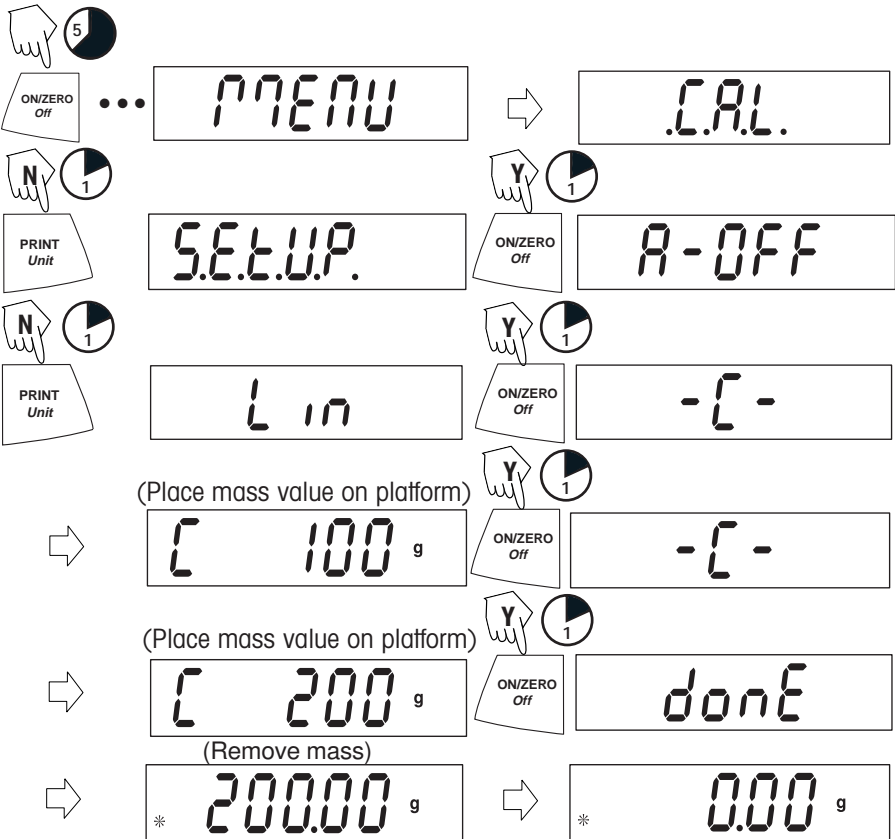 5
ON/ZERO
Off
MENU
.C.A.L.
N
1
Y
1
PRINT
Unit
S.E.t.U.P.
ON/ZERO
Off
A-OFF
N
1
Y
1
PRINT
Unit
Lin
ON/ZERO
Off
-C-
(Place mass value on platform)
Y
1
C 100 g
ON/ZERO
Off
-C-
(Place mass value on platform)
Y
1
C 200 g
ON/ZERO
Off
donE
(Remove mass)
* 200.00 g
* 0.00 g